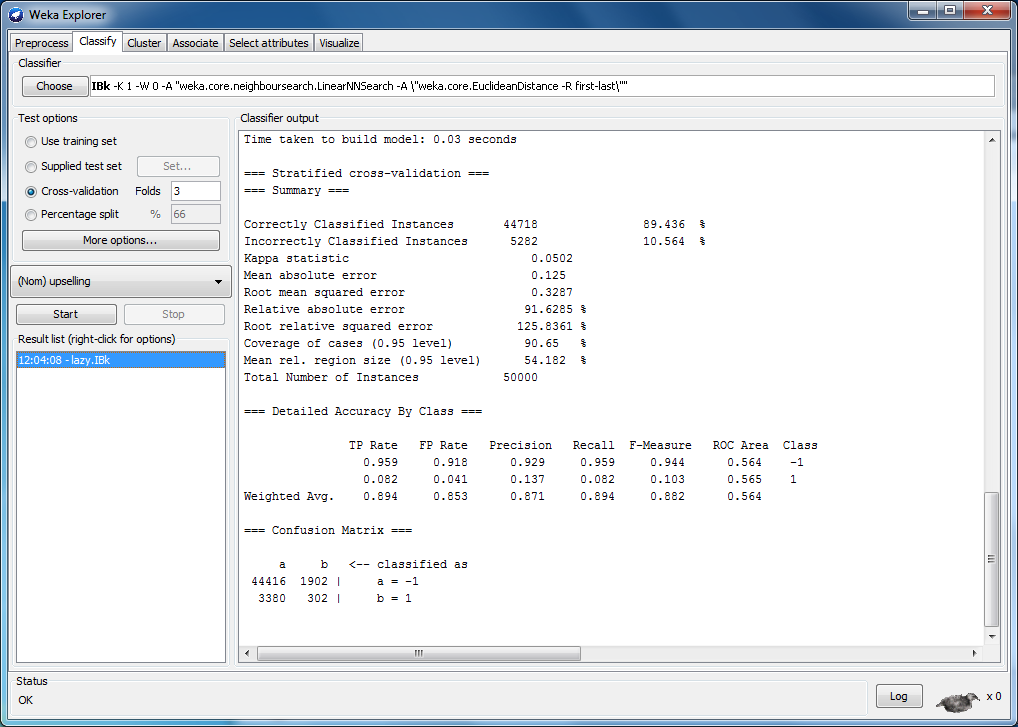 Weka Explorer
Preprocess Classify Cluster Associate Select attributes Visualize
Classifier
Choose IBk -K 1 -W 0 -A "weka.core.neighboursearch.LinearNNSearch -A \"weka.core.EuclideanDistance -R first-last\""
Test options
Use training set
Supplied test set Set...
Cross-validation Folds 3
Percentage split % 66
More options...
(Nom) upselling
Start Stop
Result list (right-click for options)
12:04:08 - lazy.IBk
Classifier output
Time taken to build model: 0.03 seconds
=== Stratified cross-validation ===
=== Summary ===
Correctly Classified Instances 44718 89.436 %
Incorrectly Classified Instances 5282 10.564 %
Kappa statistic 0.0502
Mean absolute error 0.125
Root mean squared error 0.3287
Relative absolute error 91.6285 %
Root relative squared error 125.8361 %
Coverage of cases (0.95 level) 90.65 %
Mean rel. region size (0.95 level) 54.182 %
Total Number of Instances 50000
=== Detailed Accuracy By Class ===
TP Rate FP Rate Precision Recall F-Measure ROC Area Class
0.959 0.918 0.929 0.959 0.944 0.564 -1
0.082 0.041 0.137 0.082 0.103 0.565 1
Weighted Avg. 0.894 0.853 0.871 0.894 0.882 0.564
=== Confusion Matrix ===
a b <-- classified as
44416 1902 | a = -1
3380 302 | b = 1
Status
OK
Log x 0